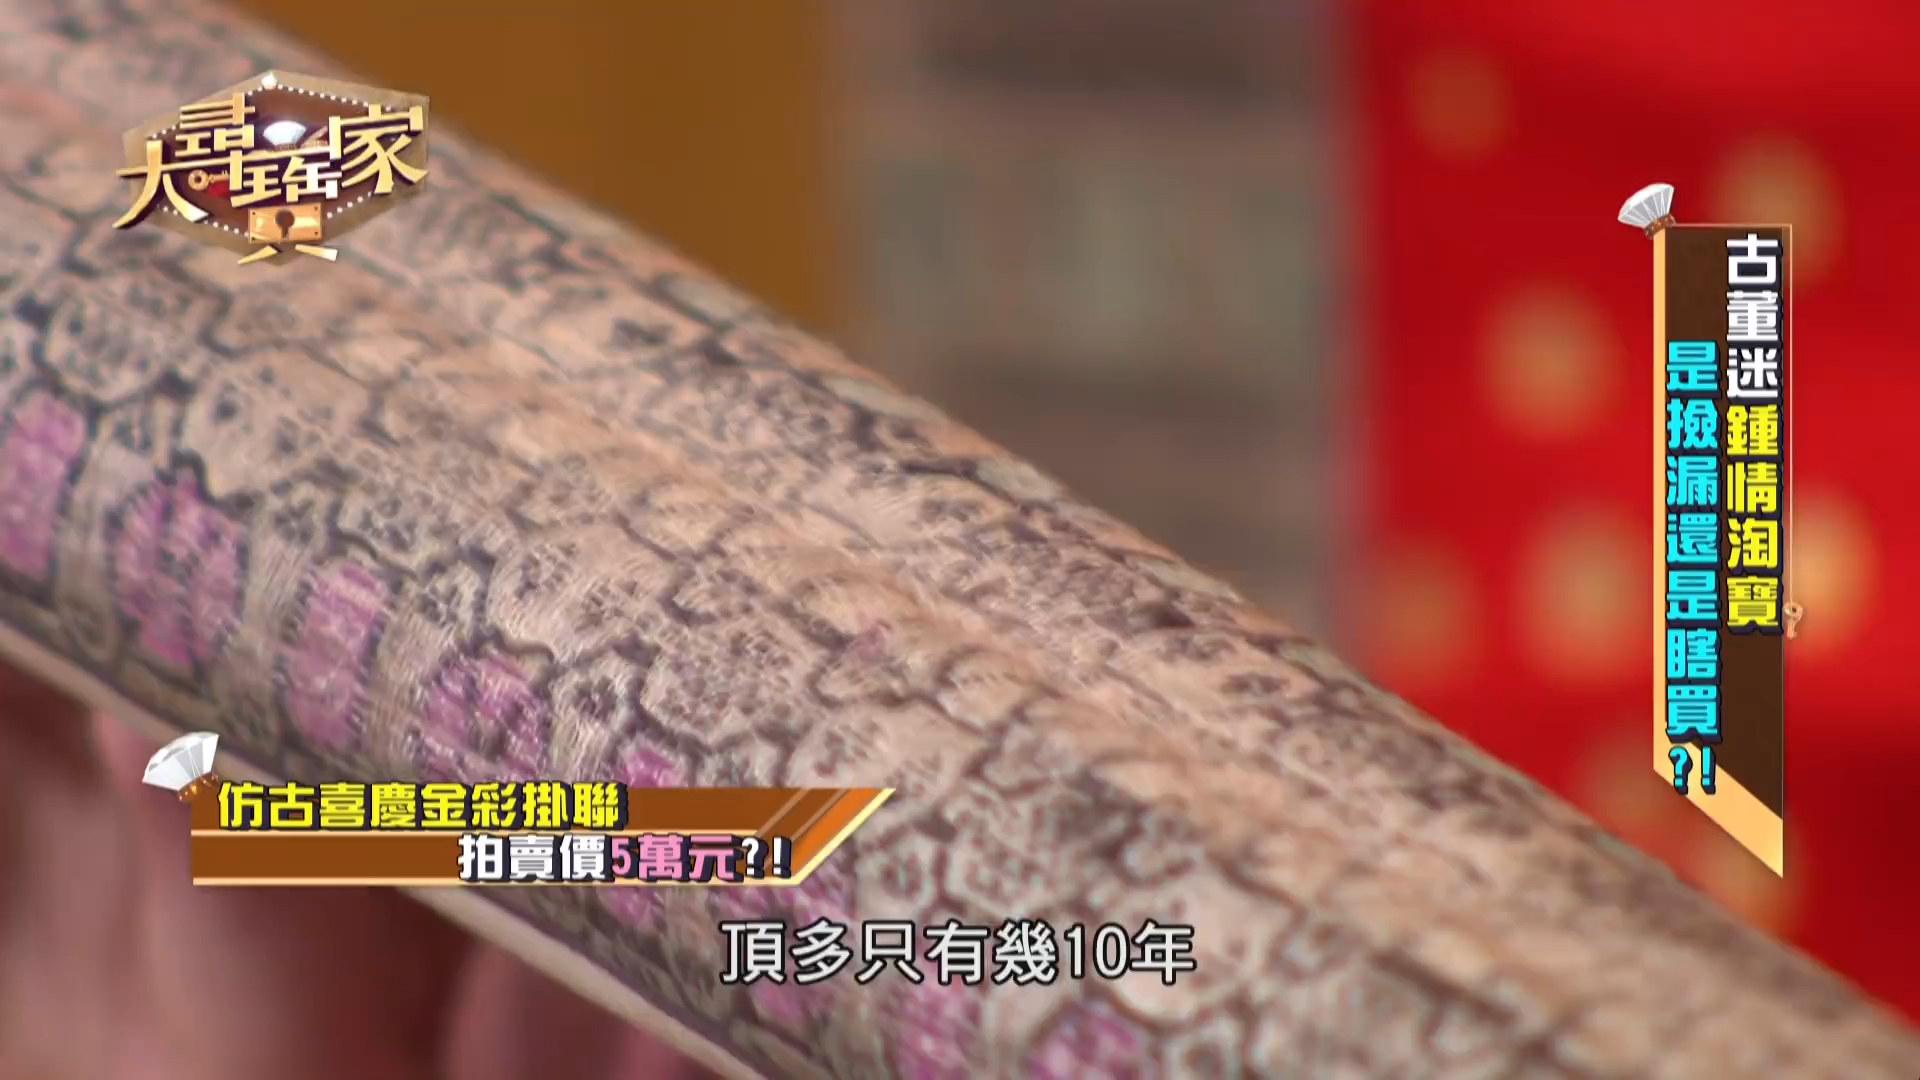 大尋寶家
古董迷鍾情淘寶
是撿漏還是瞎買?!
仿古喜慶金彩掛聯
拍賣價5萬元?!
頂多只有幾10年